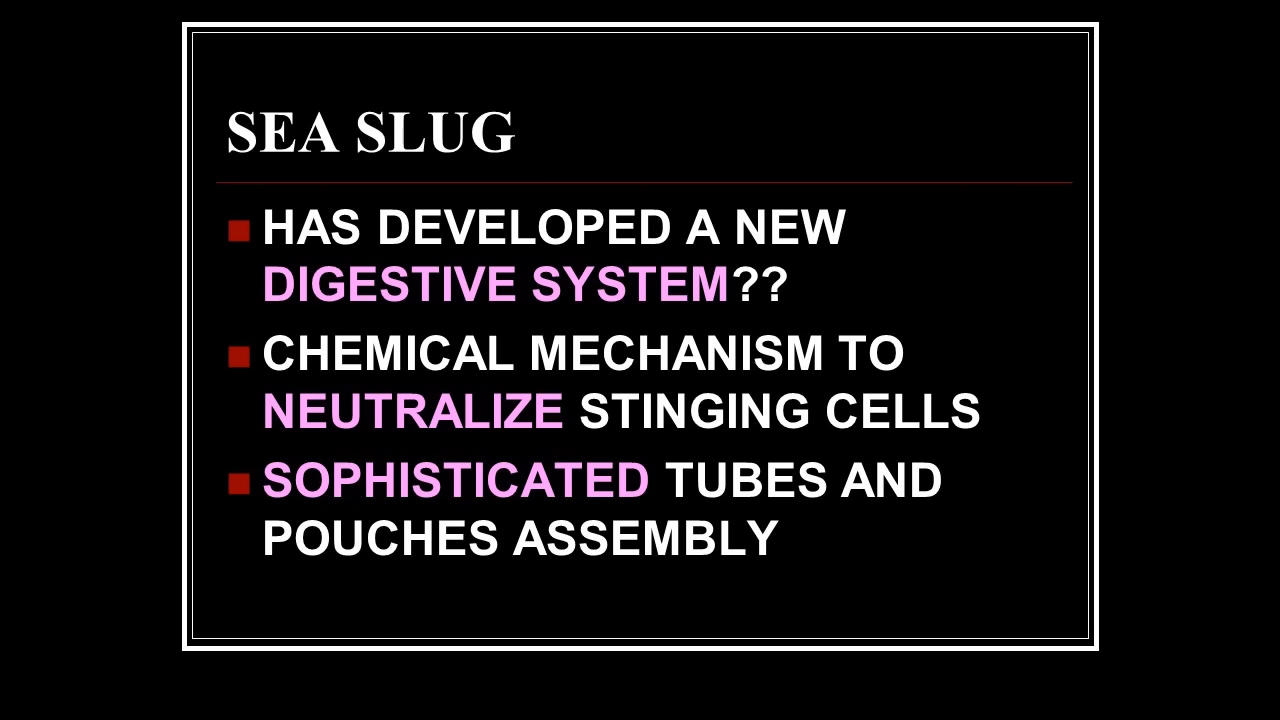 SEA SLUG
HAS DEVELOPED A NEW
DIGESTIVE SYSTEM??
CHEMICAL MECHANISM TO
NEUTRALIZE STINGING CELLS
SOPHISTICATED TUBES AND
POUCHES ASSEMBLY